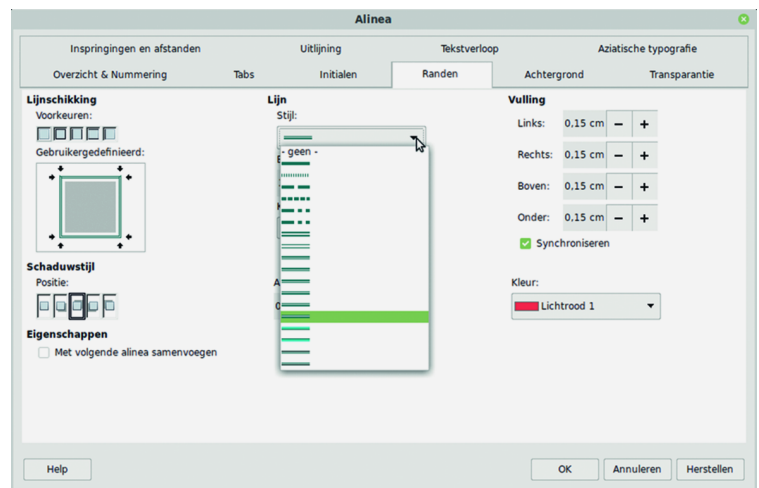 Alinea
Inspringingen en afstanden
Uitlijning
Tekstverloop
Aziatische typografie
Overzicht & Nummering
Tabs
Initialen
Randen
Achtergrond
Transparantie
Lijnschikking
Voorkeuren:
Gebruikergedefinieerd:
Schaduwstijl
Positie:
Eigenschappen
Met volgende alinea samenvoegen
Lijn
Stijl:
- geen -
Vulling
Links: 0,15 cm − +
Rechts: 0,15 cm − +
Boven: 0,15 cm − +
Onder: 0,15 cm − +
Synchroniseren
Kleur:
Lichtrood 1
Help
OK
Annuleren
Herstellen